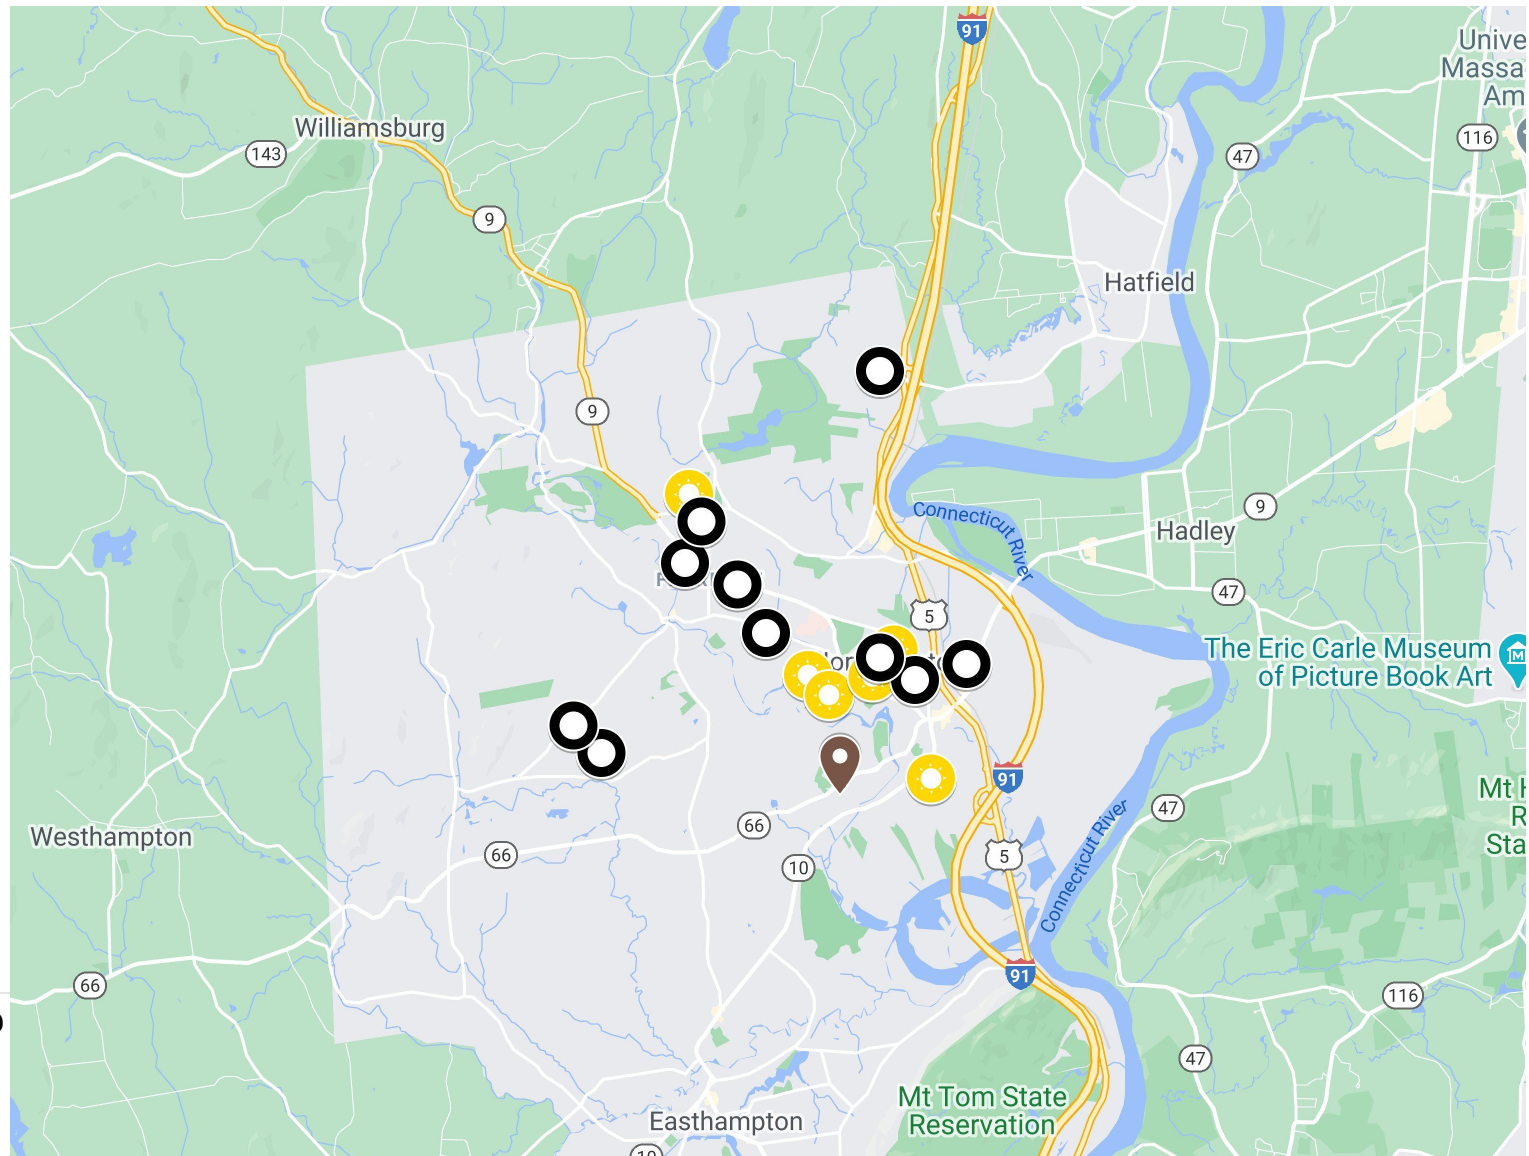 91
Unive
Massa
Am
Williamsburg
143
116
47
9
Hatfield
9
Connecticut River
9
Hadley
47
5
The Eric Carle Museum
of Picture Book Art
91
47
Mt H
R
Sta
Westhampton
66
66
10
5
Connecticut River
91
66
116
47
Mt Tom State
Reservation
Easthampton
10